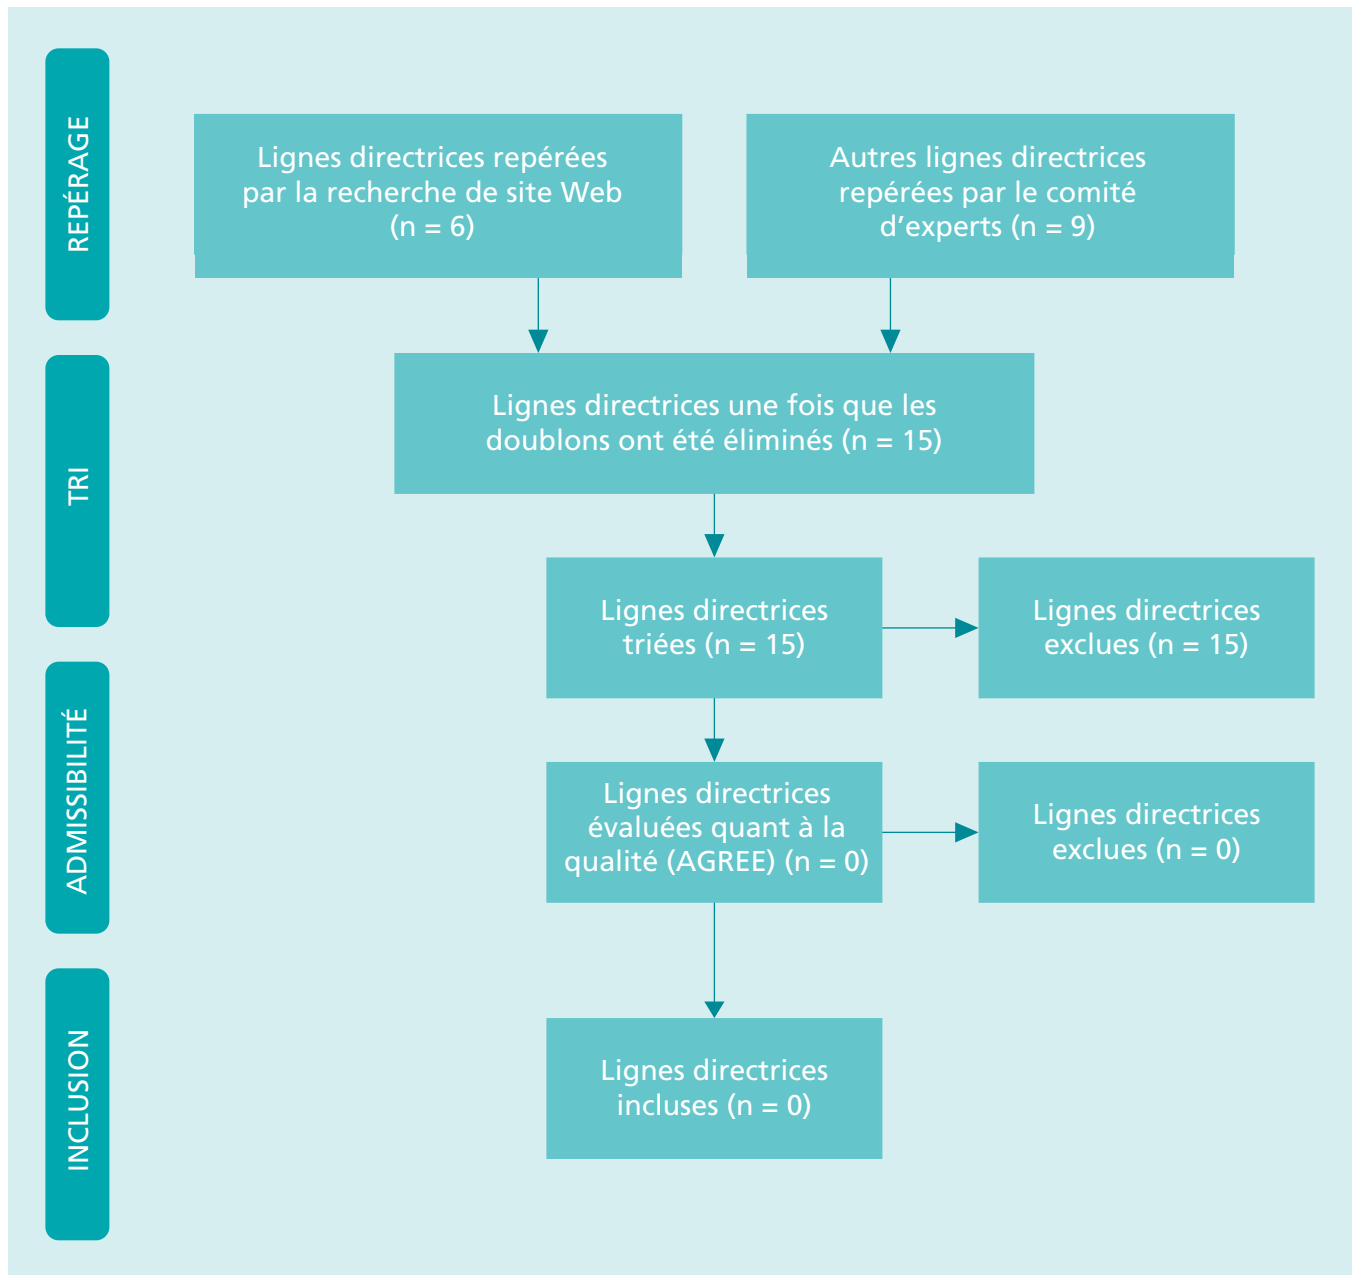 REPÉRAGE
Lignes directrices repérées
par la recherche de site Web
(n = 6)
Autres lignes directrices
repérées par le comité
d’experts (n = 9)
TRI
Lignes directrices une fois que les
doublons ont été éliminés (n = 15)
Lignes directrices
triées (n = 15)
Lignes directrices
exclues (n = 15)
ADMISSIBILITÉ
Lignes directrices
évaluées quant à la
qualité (AGREE) (n = 0)
Lignes directrices
exclues (n = 0)
INCLUSION
Lignes directrices
incluses (n = 0)